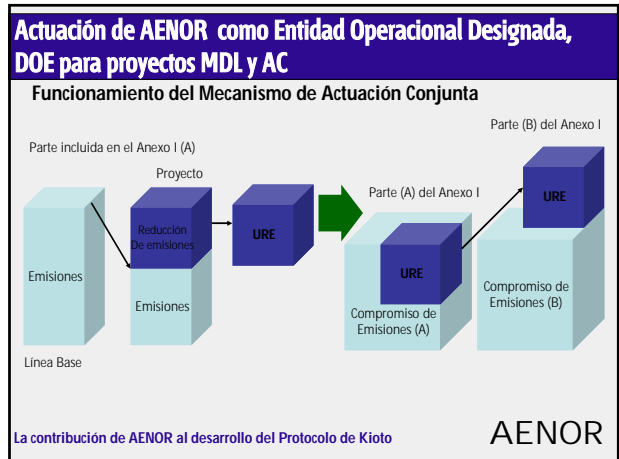 Actuación de AENOR como Entidad Operacional Designada,
DOE para proyectos MDL y AC
Funcionamiento del Mecanismo de Actuación Conjunta
Parte (B) del Anexo I
Parte incluida en el Anexo I (A)
Proyecto
Parte (A) del Anexo I
Reducción
De emisiones
URE
URE
URE
Emisiones
Emisiones
Compromiso de
Emisiones (A)
Compromiso de
Emisiones (B)
Línea Base
La contribución de AENOR al desarrollo del Protocolo de Kioto
AENOR